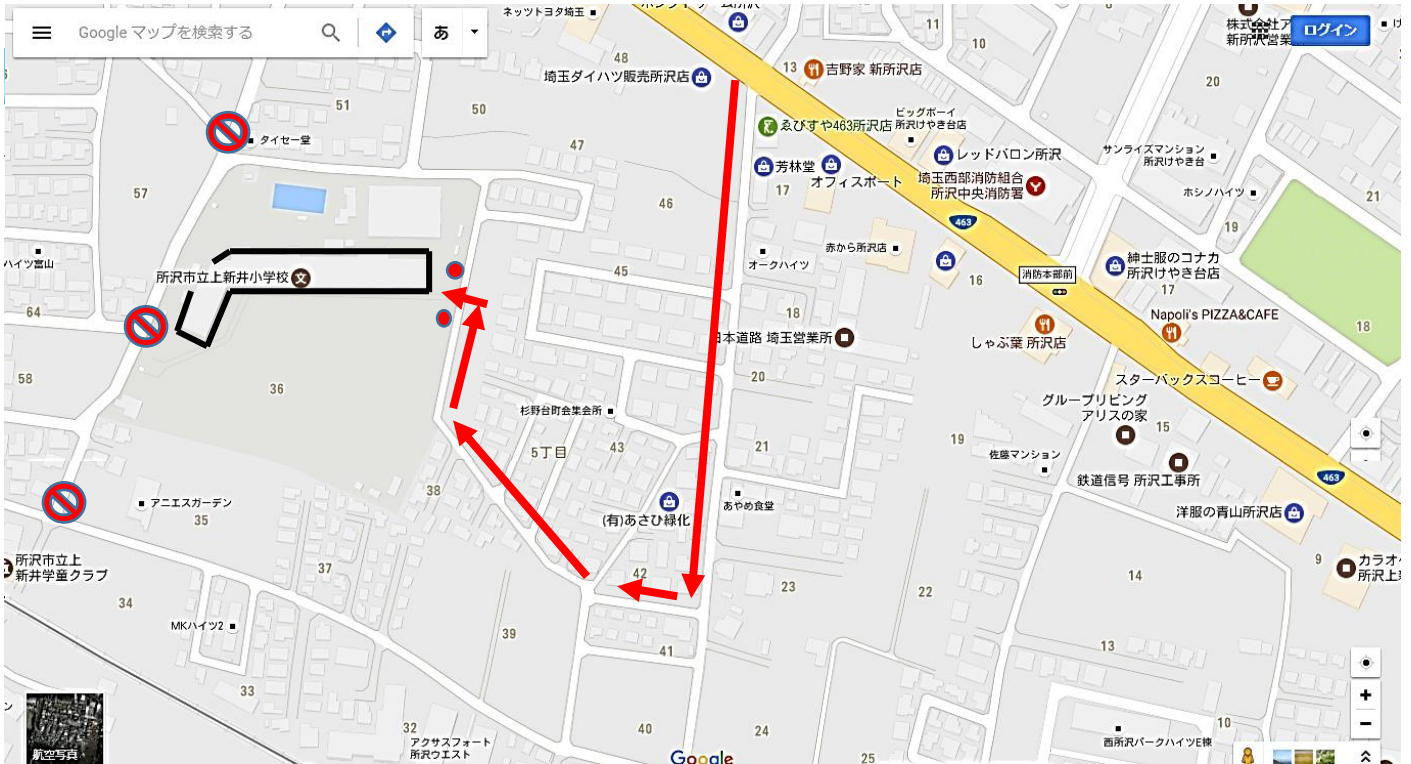 Google マップを検索する
あ
ログイン
ネッツトヨタ埼玉
48
埼玉ダイハツ販売所沢店
13
吉野家 新所沢店
11
10
新所沢営業
20
51
50
タイセー堂
47
ゑびすや463所沢店
ビッグボーイ
所沢けやき台店
レッドバロン所沢
サンライズマンション
所沢けやき台
芳林堂
オフィスポート
17
埼玉西部消防組合
所沢中央消防署
ホシノハイツ
21
57
46
463
19
赤から所沢店
オークハイツ
ハイツ富山
所沢市立上新井小学校
文
45
16
消防本部前
紳士服のコナカ
所沢けやき台店
17
64
18
Napoli's PIZZA&CAFE
18
日本道路 埼玉営業所
しゃぶ葉 所沢店
58
36
20
スターバックスコーヒー
杉野台町会集会所
グループリビング
アリスの家
15
5丁目
43
21
19
佐藤マンション
鉄道信号 所沢工事所
463
38
アニエスガーデン
35
(有)あさひ緑化
あやめ食堂
洋服の青山所沢店
所沢市立上
新井学童クラブ
37
42
23
22
14
9
カラオ
所沢上
34
MKハイツ2
39
41
13
33
32
アクサスフォート
所沢ウエスト
40
24
25
10
西所沢パークハイツE棟
航空写真
Google